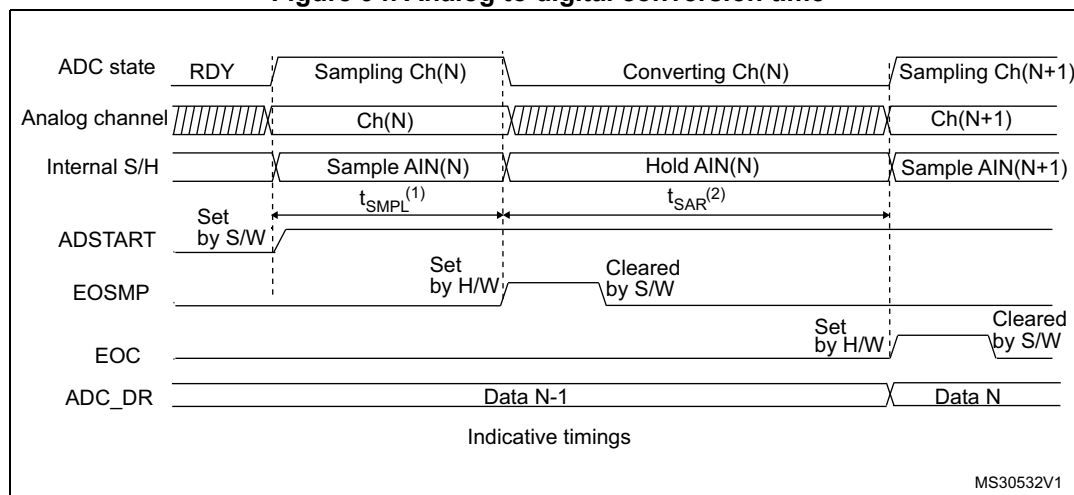 Figure Analog to digital conversion time
ADC state RDY Sampling Ch(N) Converting Ch(N) Sampling Ch(N+1)
Analog channel Ch(N) Ch(N+1)
Internal S/H Sample AIN(N) Hold AIN(N) Sample AIN(N+1)
tSMPL(1) tSAR(2)
Set
by S/W
ADSTART
Set
by H/W
Cleared
by S/W
EOSMP
Set
by H/W
Cleared
by S/W
EOC
ADC_DR Data N-1 Data N
Indicative timings
MS30532V1